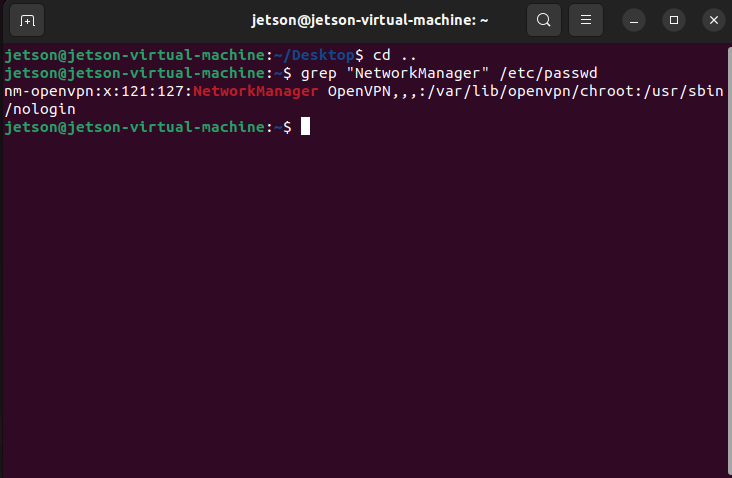 jetson@jetson-virtual-machine: ~
jetson@jetson-virtual-machine:~/Desktop$ cd ..
jetson@jetson-virtual-machine:~$ grep "NetworkManager" /etc/passwd
nm-openvpn:x:121:127:NetworkManager OpenVPN,,,:/var/lib/openvpn/chroot:/usr/sbin
/nologin
jetson@jetson-virtual-machine:~$